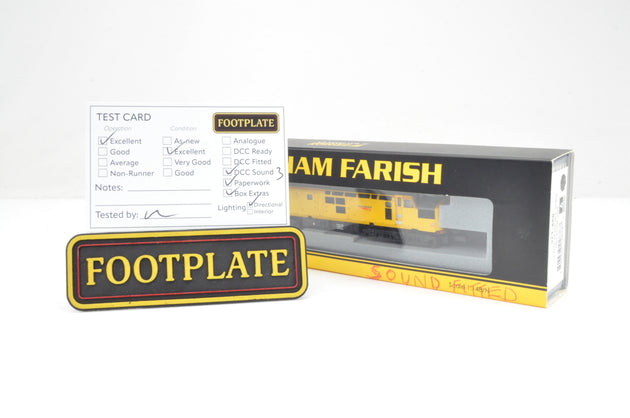 TEST CARD
FOOTPLATE
Operation
Excellent
Good
Average
Non-Runner
Condition
As new
Excellent
Very Good
Good
Analogue
DCC Ready
DCC Fitted
DCC Sound 3
Paperwork
Box Extras
Notes:
Lighting
Directional
Interior
Tested by:
FOOTPLATE
HAM FARISH
SOUND FITTED